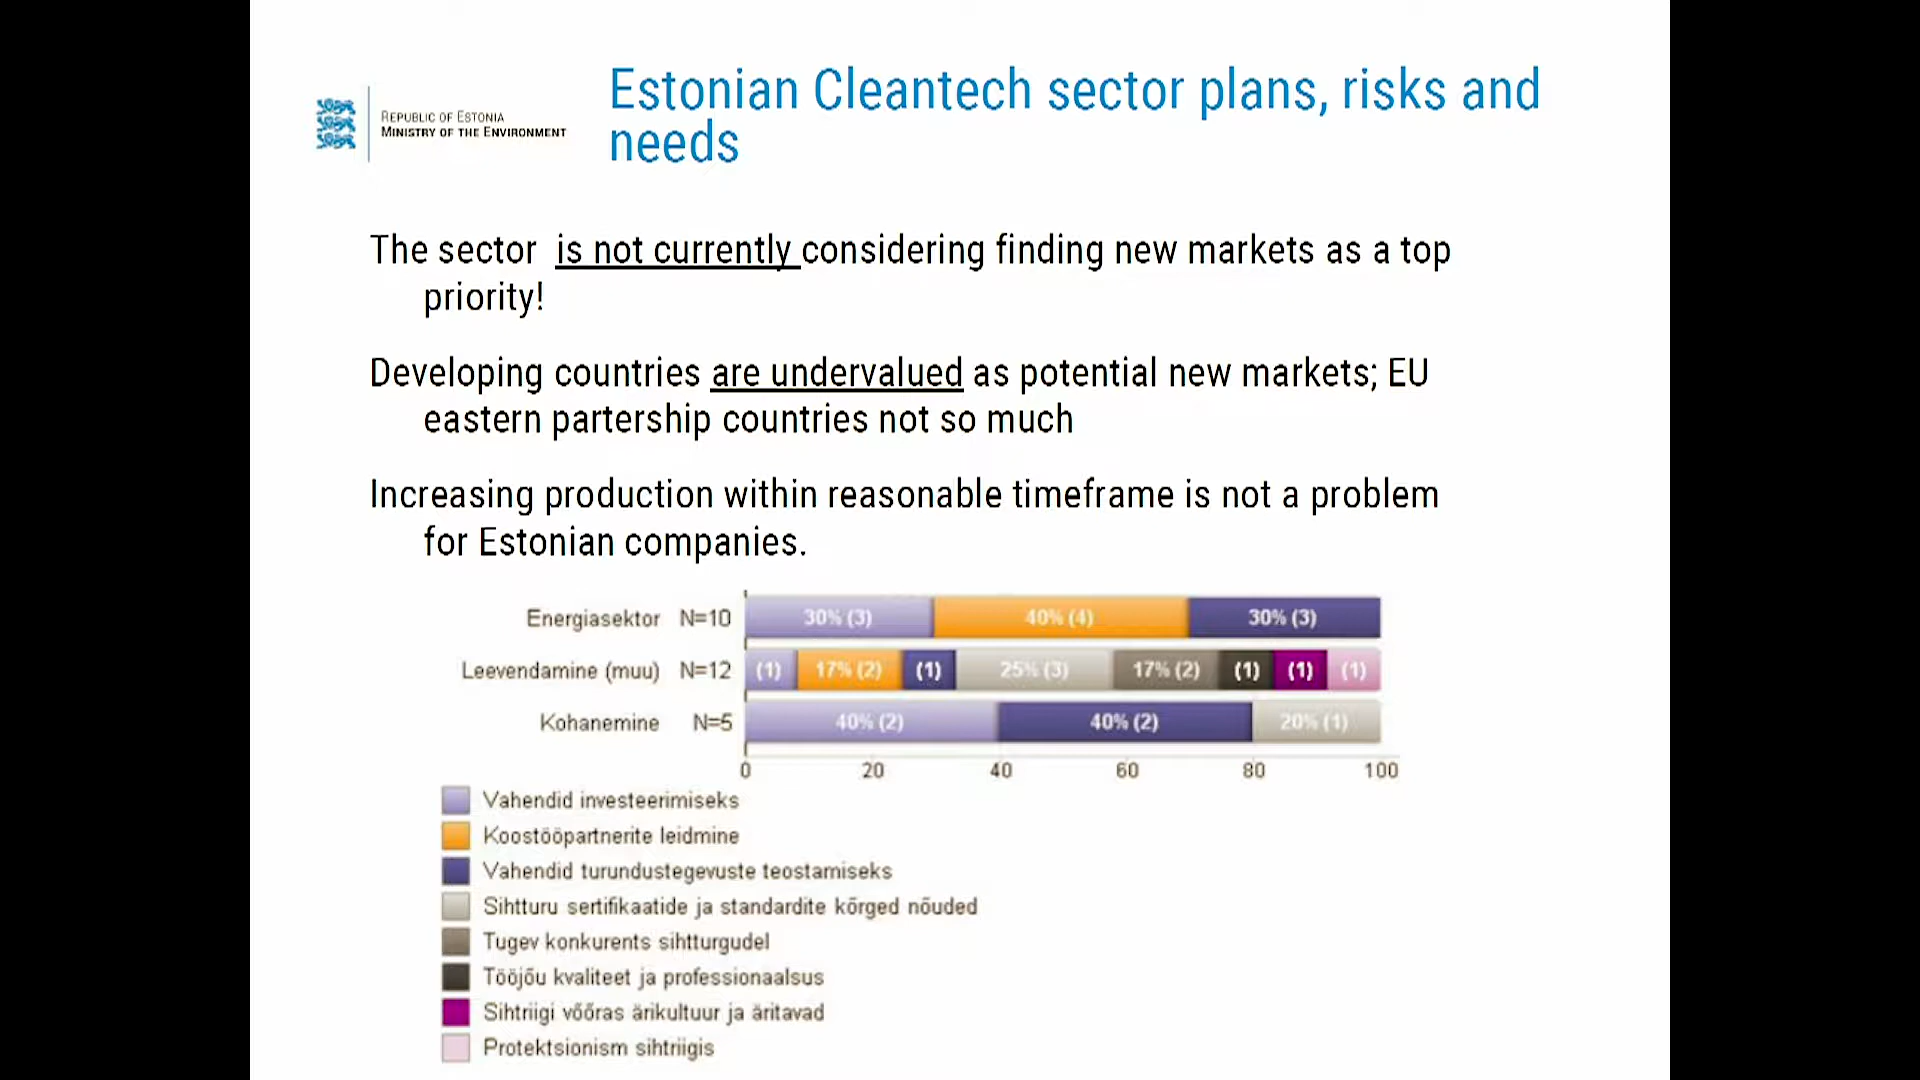 REPUBLIC OF ESTONIA
MINISTRY OF THE ENVIRONMENT
Estonian Cleantech sector plans, risks and
needs
The sector is not currently considering finding new markets as a top
priority!
Developing countries are undervalued as potential new markets; EU
eastern partership countries not so much
Increasing production within reasonable timeframe is not a problem
for Estonian companies.
Energiasektor N=10 30% (3) 40% (4) 30% (3)
Leevendamine (muu) N=12 (1) 17% (2) (1) 25% (3) 17% (2) (1) (1) (1)
Kohanemine N=5 40% (2) 40% (2) 20% (1)
0 20 40 60 80 100
Vahendid investeerimiseks
Koostööpartnerite leidmine
Vahendid turundustegevuste teostamiseks
Sihtturu sertifikaatide ja standardite kõrged nõuded
Tugev konkurents sihtturgudel
Tööjõu kvaliteet ja professionaalsus
Sihtriigi võõras ärikultuur ja äritavad
Protektsionism sihtriigis